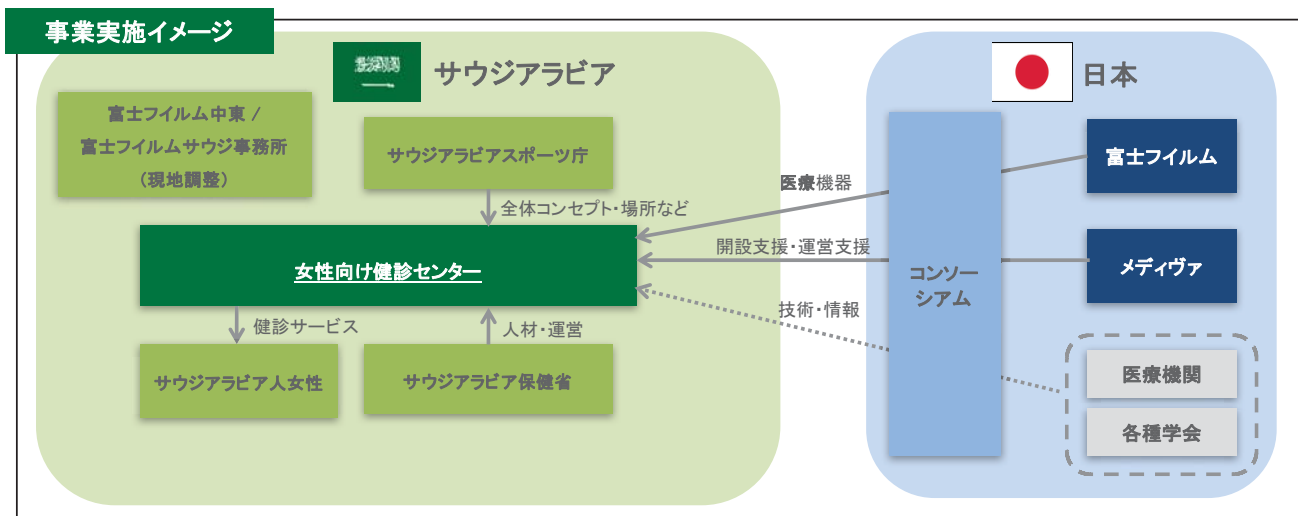 事業実施イメージ
サウジアラビア
富士フイルム中東 /
富士フイルムサウジ事務所
(現地調整)
サウジアラビアスポーツ庁
全体コンセプト・場所など
女性向け健診センター
健診サービス
人材・運営
サウジアラビア人女性
サウジアラビア保健省
医療機器
開設支援・運営支援
技術・情報
日本
コンソー
シアム
富士フイルム
メディヴァ
医療機関
各種学会